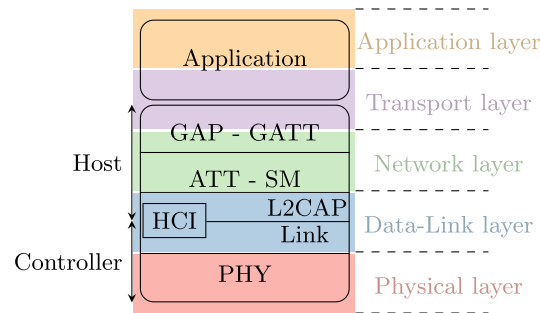 Application layer
Application
Transport layer
GAP - GATT
Host
Network layer
ATT - SM
L2CAP
HCI
Data-Link layer
Link
Controller
PHY
Physical layer